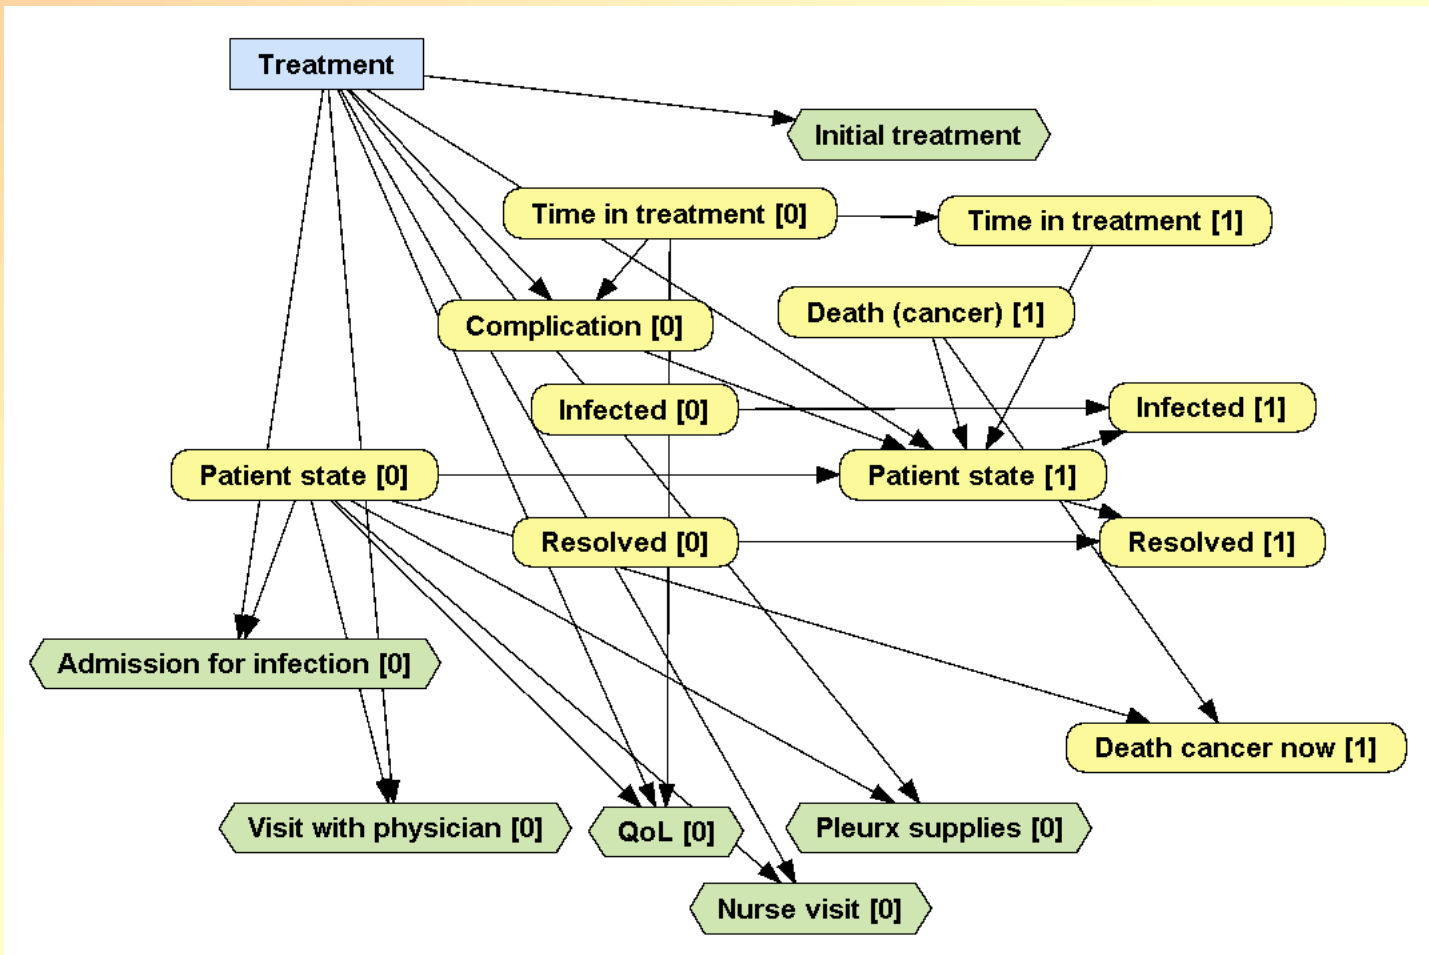 Treatment
Initial treatment
Time in treatment [0]
Time in treatment [1]
Death (cancer) [1]
Complication [0]
Infected [0]
Infected [1]
Patient state [0]
Patient state [1]
Resolved [0]
Resolved [1]
Admission for infection [0]
Death cancer now [1]
Visit with physician [0]
QoL [0]
Pleurx supplies [0]
Nurse visit [0]